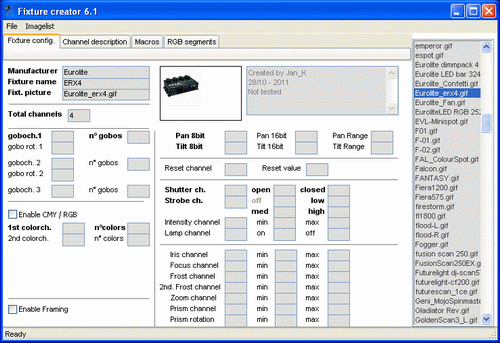 Fixture creator 6.1
File Imagelist
Fixture config. Channel description Macros RGB segments
Manufacturer Eurolite
Fixture name ERX4
Fixt. picture Eurolite_erx4.gif
Total channels 4
Created by Jan_K
28/10 - 2011
Not tested
goboch.1 n° gobos
gobo rot. 1
goboch. 2 n° gobos
gobo rot. 2
goboch. 3 n° gobos
Enable CMY / RGB
1st colorch. n°colors
2nd colorch. n° colors
Enable Framing
Pan 8bit Pan 16bit Pan Range
Tilt 8bit Tilt 16bit Tilt Range
Reset channel Reset value
Shutter ch. open closed
Strobe ch. off low
med high
Intensity channel min max
Lamp channel on off
Iris channel min max
Focus channel min max
Frost channel min max
2nd. Frost channel min max
Zoom channel min max
Prism channel min max
Prism rotation min max
emperor.gif
espot.gif
Eurolite dimmpack 4
Eurolite LED bar 324
Eurolite_Confetti.gif
Eurolite_erx4.gif
Eurolite_Fan.gif
EuroliteLED RGB 252
EVL-Minispot.gif
F01.gif
F-01.gif
F-02.gif
FAL_ColourSpot.gif
Falcon.gif
FANTASY.gif
Fiera1200.gif
Fiera575.gif
firestorm.gif
fl1800.gif
flood-L.gif
flood-R.gif
Fogger.gif
fusion scan 250.gif
FusionScan250EX.g
Futurelight dj-scan5
futurelight-cf200.gif
futurescan_1ce.gif
Geni_MojoSpinmaste
Gladiator Rev.gif
GoldenScan3_L.gif
Ready